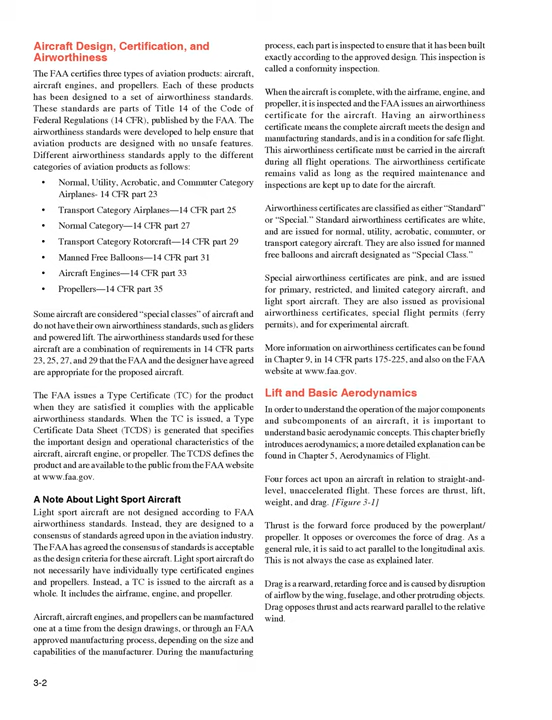 Aircraft Design, Certification, and
Airworthiness
The FAA certifies three types of aviation products: aircraft,
aircraft engines, and propellers. Each of these products
has been designed to a set of airworthiness standards.
These standards are parts of Title 14 of the Code of
Federal Regulations (14 CFR), published by the FAA. The
airworthiness standards were developed to help ensure that
aviation products are designed with no unsafe features.
Different airworthiness standards apply to the different
categories of aviation products as follows:
• Normal, Utility, Acrobatic, and Commuter Category
Airplanes- 14 CFR part 23
• Transport Category Airplanes—14 CFR part 25
• Normal Category—14 CFR part 27
• Transport Category Rotorcraft—14 CFR part 29
• Manned Free Balloons—14 CFR part 31
• Aircraft Engines—14 CFR part 33
• Propellers—14 CFR part 35
Some aircraft are considered “special classes” of aircraft and
do not have their own airworthiness standards, such as gliders
and powered lift. The airworthiness standards used for these
aircraft are a combination of requirements in 14 CFR parts
23, 25, 27, and 29 that the FAA and the designer have agreed
are appropriate for the proposed aircraft.
The FAA issues a Type Certificate (TC) for the product
when they are satisfied it complies with the applicable
airworthiness standards. When the TC is issued, a Type
Certificate Data Sheet (TCDS) is generated that specifies
the important design and operational characteristics of the
aircraft, aircraft engine, or propeller. The TCDS defines the
product and are available to the public from the FAA website
at www.faa.gov.
A Note About Light Sport Aircraft
Light sport aircraft are not designed according to FAA
airworthiness standards. Instead, they are designed to a
consensus of standards agreed upon in the aviation industry.
The FAA has agreed the consensus of standards is acceptable
as the design criteria for these aircraft. Light sport aircraft do
not necessarily have individually type certificated engines
and propellers. Instead, a TC is issued to the aircraft as a
whole. It includes the airframe, engine, and propeller.
Aircraft, aircraft engines, and propellers can be manufactured
one at a time from the design drawings, or through an FAA
approved manufacturing process, depending on the size and
capabilities of the manufacturer. During the manufacturing
process, each part is inspected to ensure that it has been built
exactly according to the approved design. This inspection is
called a conformity inspection.
When the aircraft is complete, with the airframe, engine, and
propeller, it is inspected and the FAA issues an airworthiness
certificate for the aircraft. Having an airworthiness
certificate means the complete aircraft meets the design and
manufacturing standards, and is in a condition for safe flight.
This airworthiness certificate must be carried in the aircraft
during all flight operations. The airworthiness certificate
remains valid as long as the required maintenance and
inspections are kept up to date for the aircraft.
Airworthiness certificates are classified as either “Standard”
or “Special.” Standard airworthiness certificates are white,
and are issued for normal, utility, acrobatic, commuter, or
transport category aircraft. They are also issued for manned
free balloons and aircraft designated as “Special Class.”
Special airworthiness certificates are pink, and are issued
for primary, restricted, and limited category aircraft, and
light sport aircraft. They are also issued as provisional
airworthiness certificates, special flight permits (ferry
permits), and for experimental aircraft.
More information on airworthiness certificates can be found
in Chapter 9, in 14 CFR parts 175-225, and also on the FAA
website at www.faa.gov.
Lift and Basic Aerodynamics
In order to understand the operation of the major components
and subcomponents of an aircraft, it is important to
understand basic aerodynamic concepts. This chapter briefly
introduces aerodynamics; a more detailed explanation can be
found in Chapter 5, Aerodynamics of Flight.
Four forces act upon an aircraft in relation to straight-and-
level, unaccelerated flight. These forces are thrust, lift,
weight, and drag. [Figure 3-1]
Thrust is the forward force produced by the powerplant/
propeller. It opposes or overcomes the force of drag. As a
general rule, it is said to act parallel to the longitudinal axis.
This is not always the case as explained later.
Drag is a rearward, retarding force and is caused by disruption
of airflow by the wing, fuselage, and other protruding objects.
Drag opposes thrust and acts rearward parallel to the relative
wind.
3-2